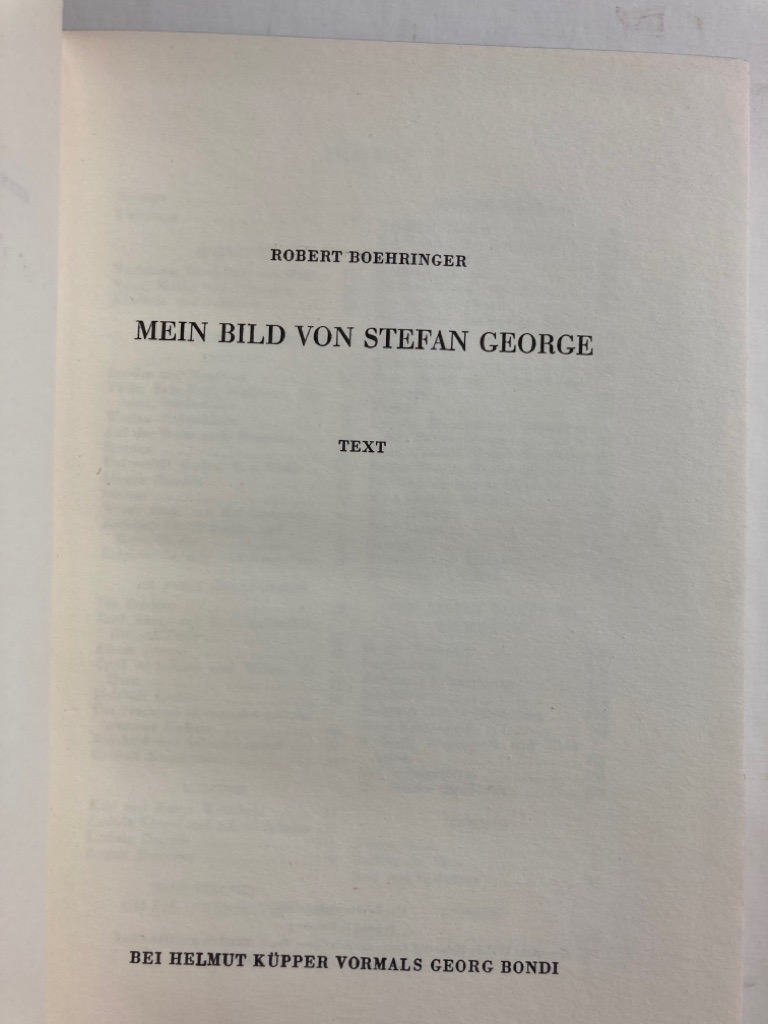 ROBERT BOEHRINGER
MEIN BILD VON STEFAN GEORGE
TEXT
BEI HELMUT KÜPPER VORMALS GEORG BONDI